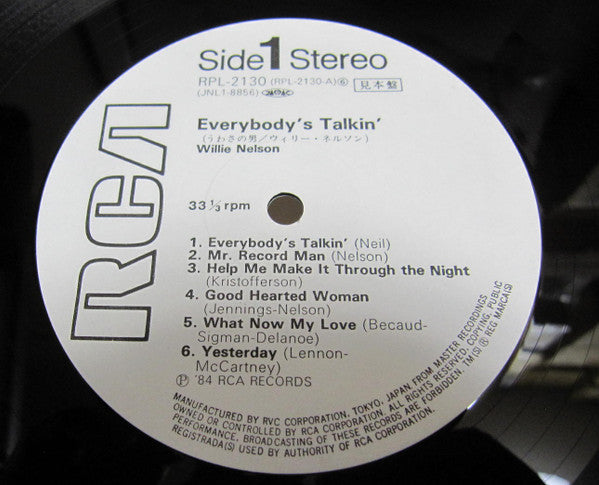 Side 1 Stereo
RPL-2130 (RPL-2130-A)⑥ 見本盤
(JNL1-8856)
Everybody's Talkin'
(うわさの男/ウィリー・ネルソン)
Willie Nelson
RCA
33 1/3 rpm
1. Everybody's Talkin' (Neil)
2. Mr. Record Man (Nelson)
3. Help Me Make It Through the Night
(Kristofferson)
4. Good Hearted Woman
(Jennings-Nelson)
5. What Now My Love (Becaud-
Sigman-Delanoe)
6. Yesterday (Lennon-
McCartney)
Ⓟ '84 RCA RECORDS
MANUFACTURED BY RVC CORPORATION, TOKYO, JAPAN, FROM MASTER RECORDINGS
OWNED OR CONTROLLED BY RCA CORPORATION. ALL RIGHTS RESERVED. COPYING, PUBLIC
PERFORMANCE, BROADCASTING OF THESE RECORDS ARE FORBIDDEN. TM(S) ® REG MARCA(S)
REGISTRADA(S) USED BY AUTHORITY OF RCA CORPORATION.